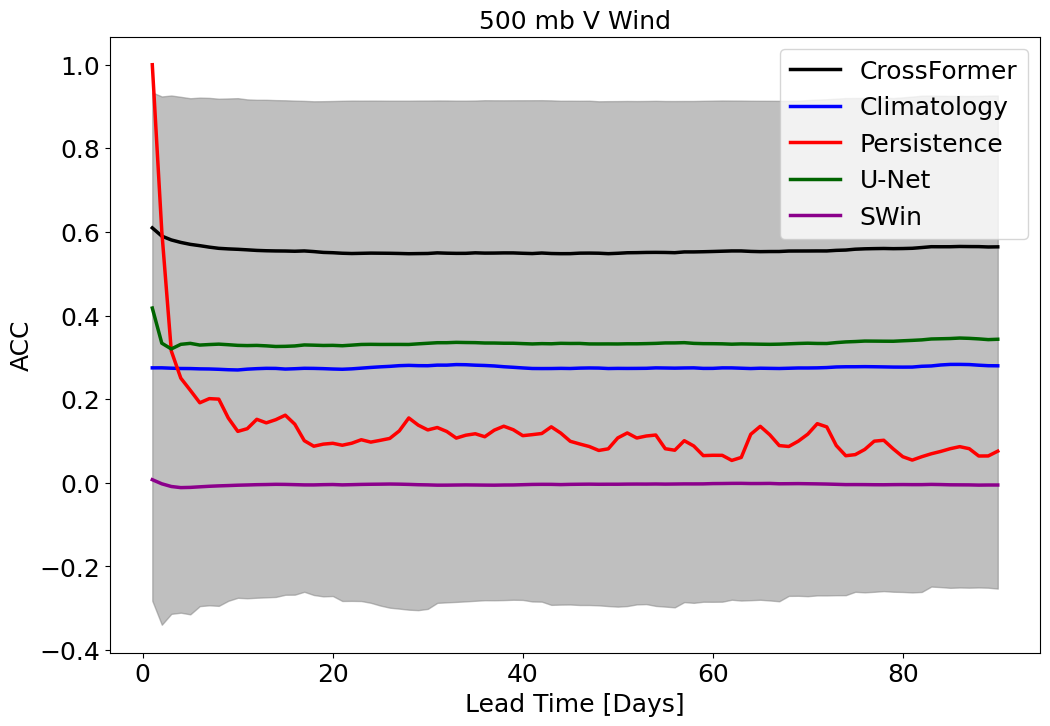 500 mb V Wind
CrossFormer
Climatology
Persistence
U-Net
SWin
ACC
1.0
0.8
0.6
0.4
0.2
0.0
−0.2
−0.4
0 20 40 60 80
Lead Time [Days]